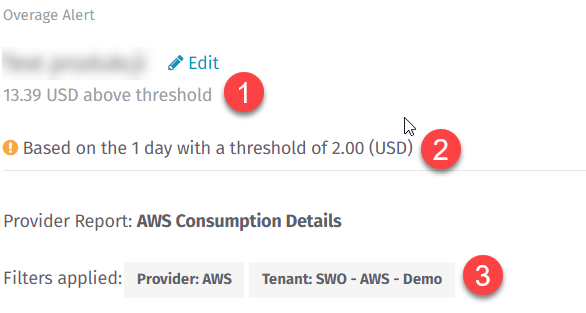 Overage Alert
Edit
13.39 USD above threshold 1
Based on the 1 day with a threshold of 2.00 (USD) 2
Provider Report: AWS Consumption Details
Filters applied: Provider: AWS Tenant: SWO - AWS - Demo 3